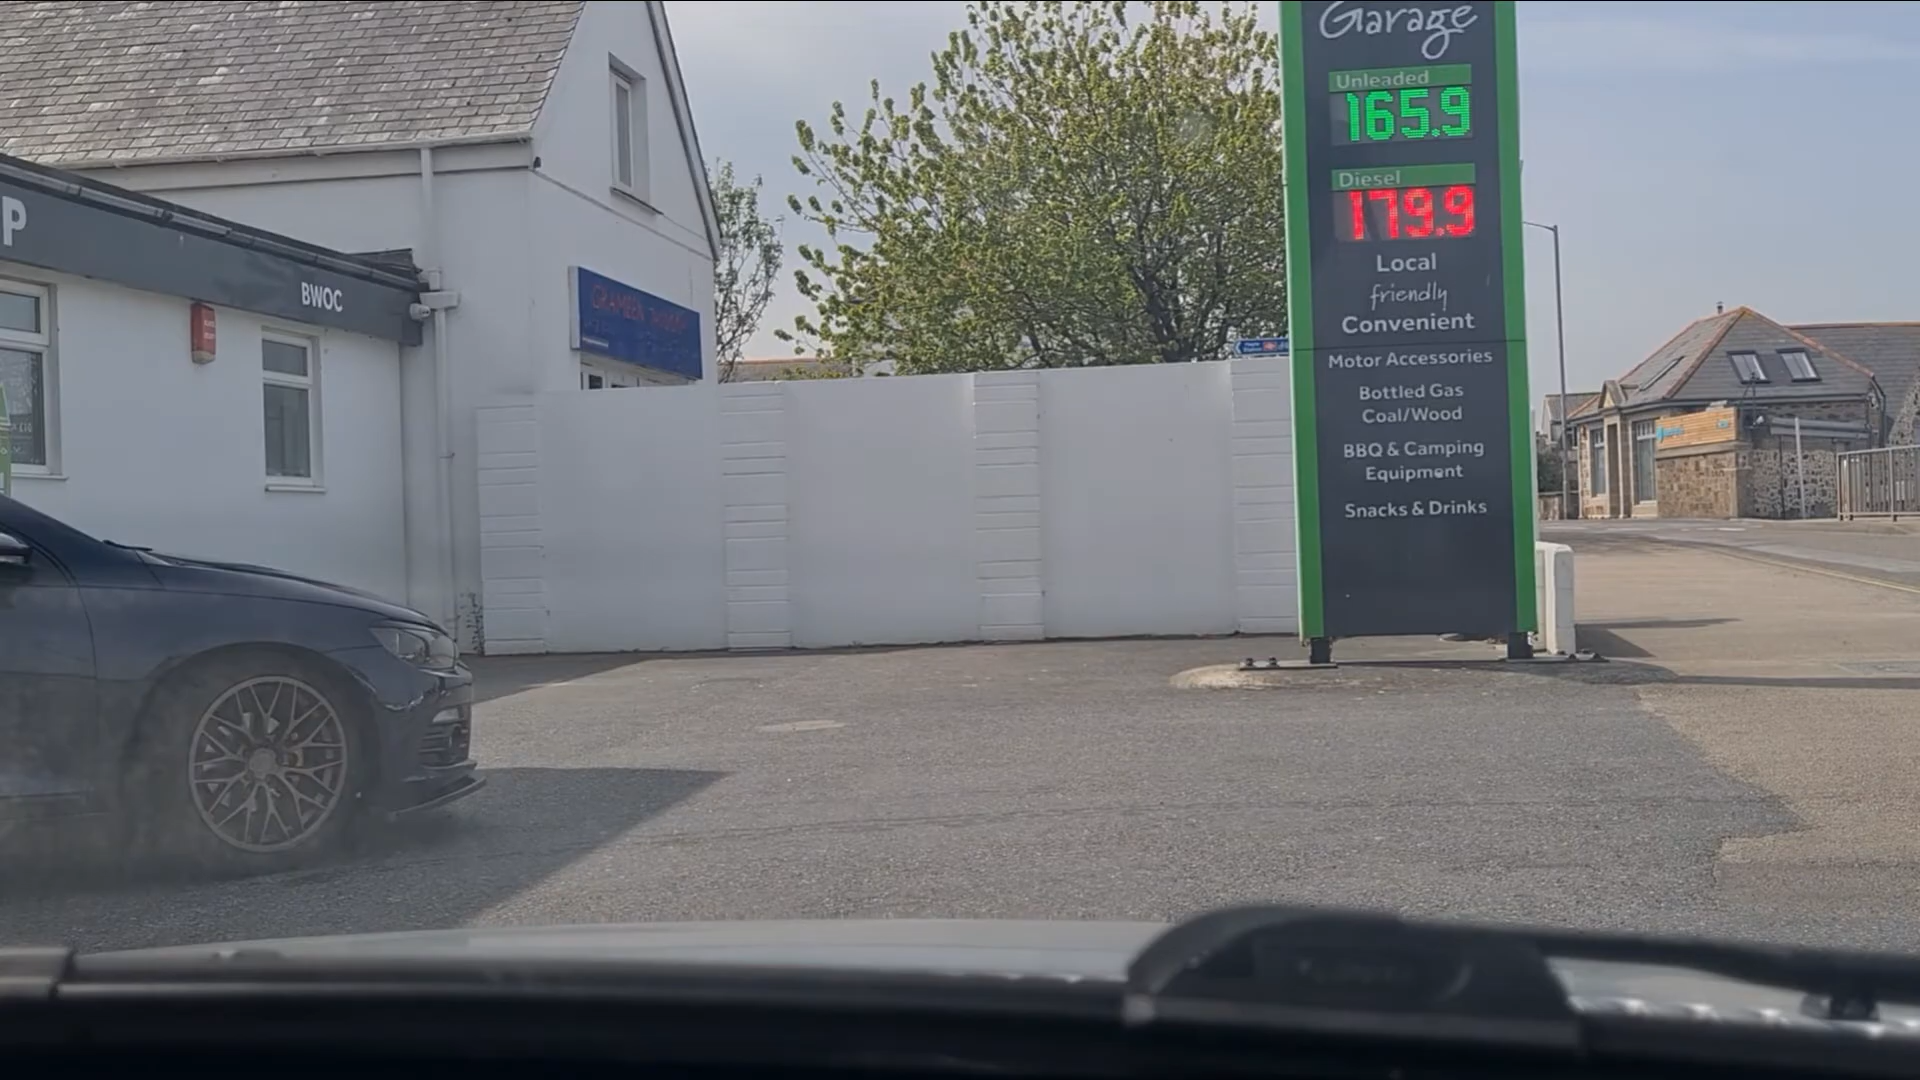 P
BWOC
Garage
Unleaded
165.9
Diesel
179.9
Local
friendly
Convenient
Motor Accessories
Bottled Gas
Coal/Wood
BBQ & Camping
Equipment
Snacks & Drinks